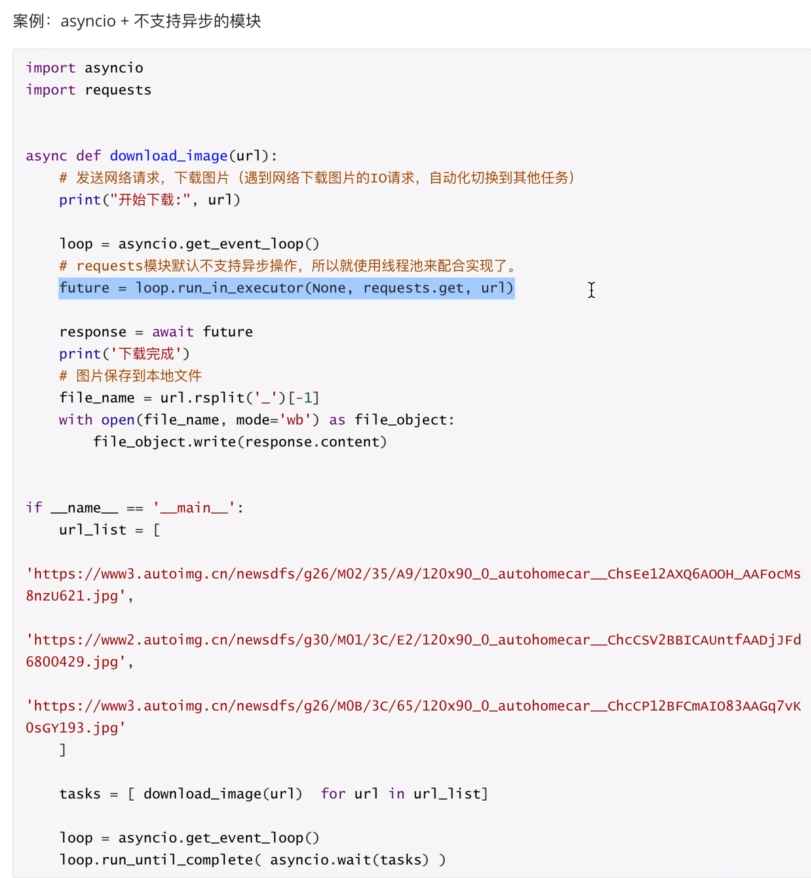 案例：asyncio + 不支持异步的模块
import asyncio
import requests
async def download_image(url):
# 发送网络请求，下载图片（遇到网络下载图片的IO请求，自动化切换到其他任务）
print("开始下载:", url)
loop = asyncio.get_event_loop()
# requests模块默认不支持异步操作，所以就使用线程池来配合实现了。
future = loop.run_in_executor(None, requests.get, url)
response = await future
print('下载完成')
# 图片保存到本地文件
file_name = url.rsplit('_')[-1]
with open(file_name, mode='wb') as file_object:
file_object.write(response.content)
if __name__ == '__main__':
url_list = [
'https://www3.autoimg.cn/newsdfs/g26/M02/35/A9/120x90_0_autohomecar__ChsEe12AXQ6AOOH_AAFocMs
8nzU621.jpg',
'https://www2.autoimg.cn/newsdfs/g30/M01/3C/E2/120x90_0_autohomecar__ChcCSV2BBICAUntfAADjJFd
6800429.jpg',
'https://www3.autoimg.cn/newsdfs/g26/M0B/3C/65/120x90_0_autohomecar__ChcCP12BFCmAIO83AAGq7vK
0sGY193.jpg'
]
tasks = [ download_image(url)  for url in url_list]
loop = asyncio.get_event_loop()
loop.run_until_complete( asyncio.wait(tasks) )